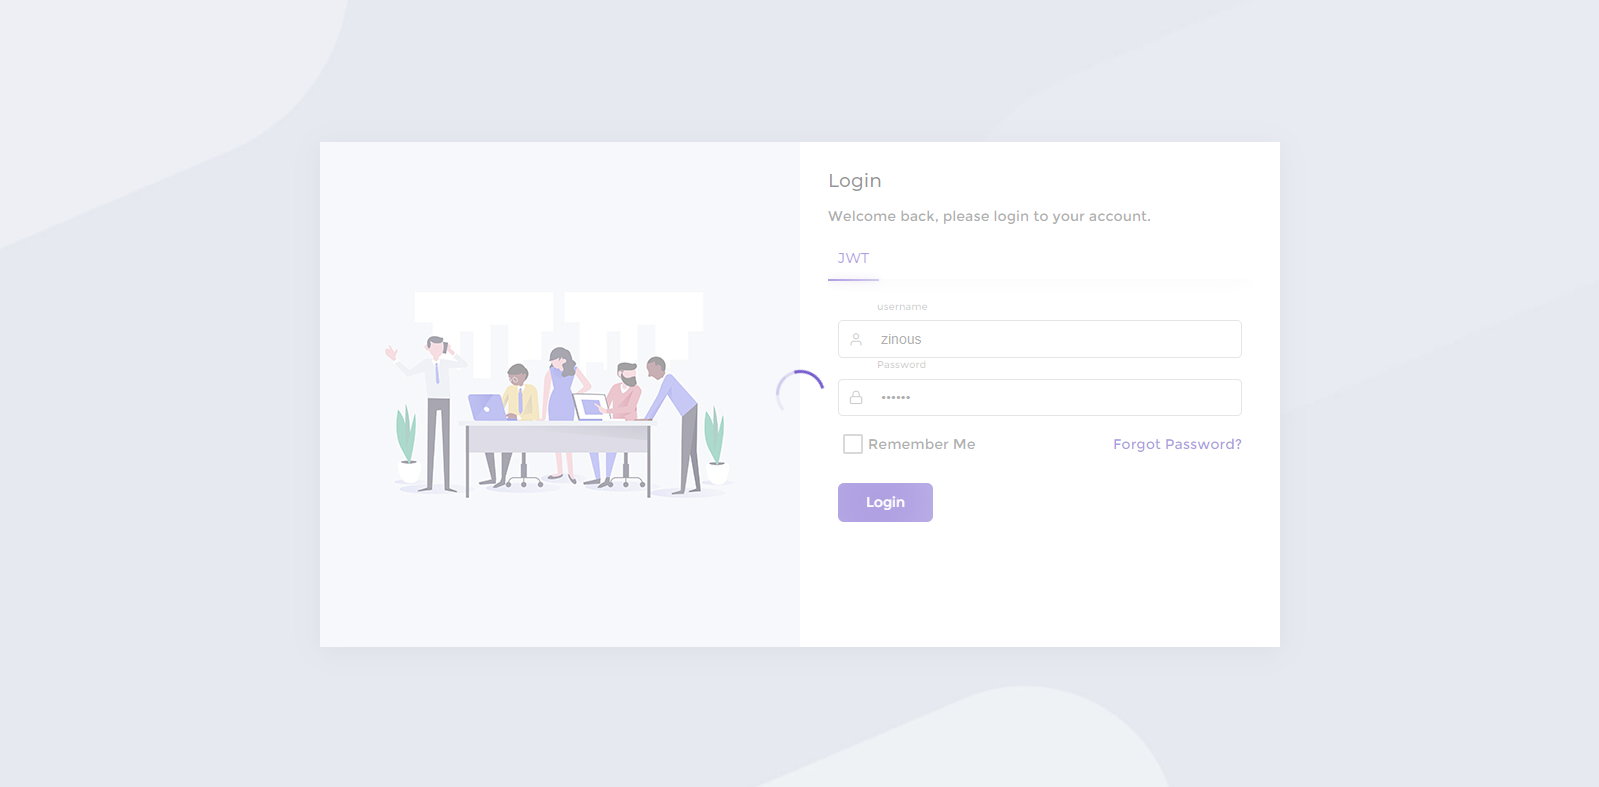 Login
Welcome back, please login to your account.
JWT
username
zinous
Password
••••••
Remember Me
Forgot Password?
Login